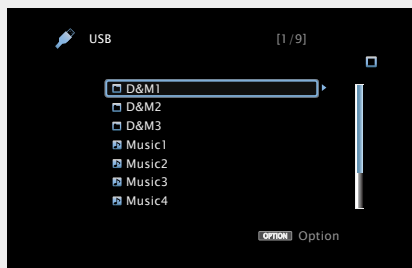 USB [1/9]
D&M1
D&M2
D&M3
Music1
Music2
Music3
Music4
OPTION Option